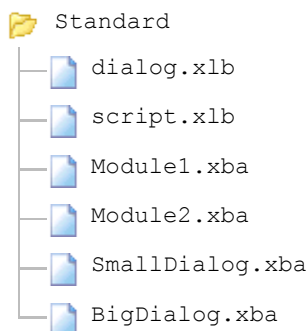 Standard
dialog.xlb
script.xlb
Module1.xba
Module2.xba
SmallDialog.xba
BigDialog.xba